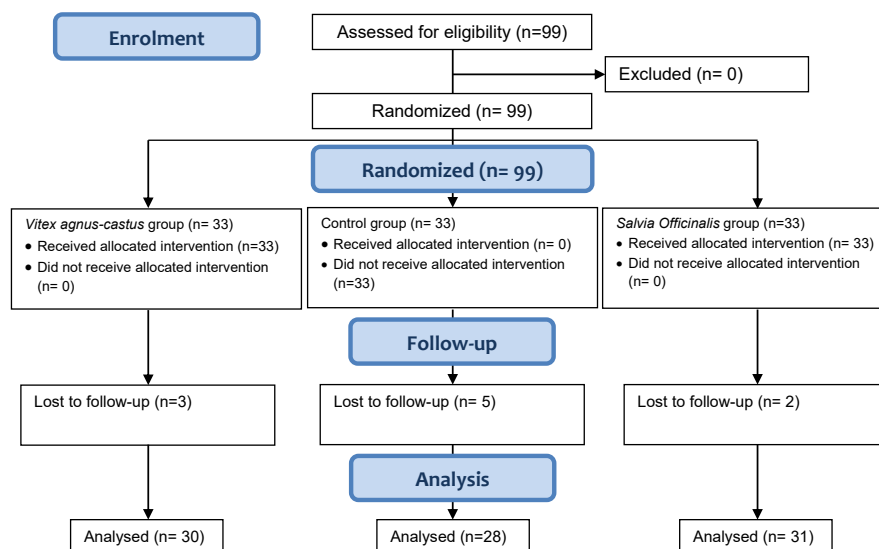 Enrolment
Assessed for eligibility (n=99)
Excluded (n= 0)
Randomized (n= 99)
Randomized (n= 99)
Vitex agnus-castus group (n= 33)
• Received allocated intervention (n=33)
• Did not receive allocated intervention
(n= 0)
Control group (n= 33)
• Received allocated intervention (n= 0)
• Did not receive allocated intervention
(n=33)
Salvia Officinalis group (n=33)
• Received allocated intervention (n= 33)
• Did not receive allocated intervention
(n= 0)
Follow-up
Lost to follow-up (n=3)
Lost to follow-up (n= 5)
Lost to follow-up (n= 2)
Analysis
Analysed (n= 30)
Analysed (n=28)
Analysed (n= 31)